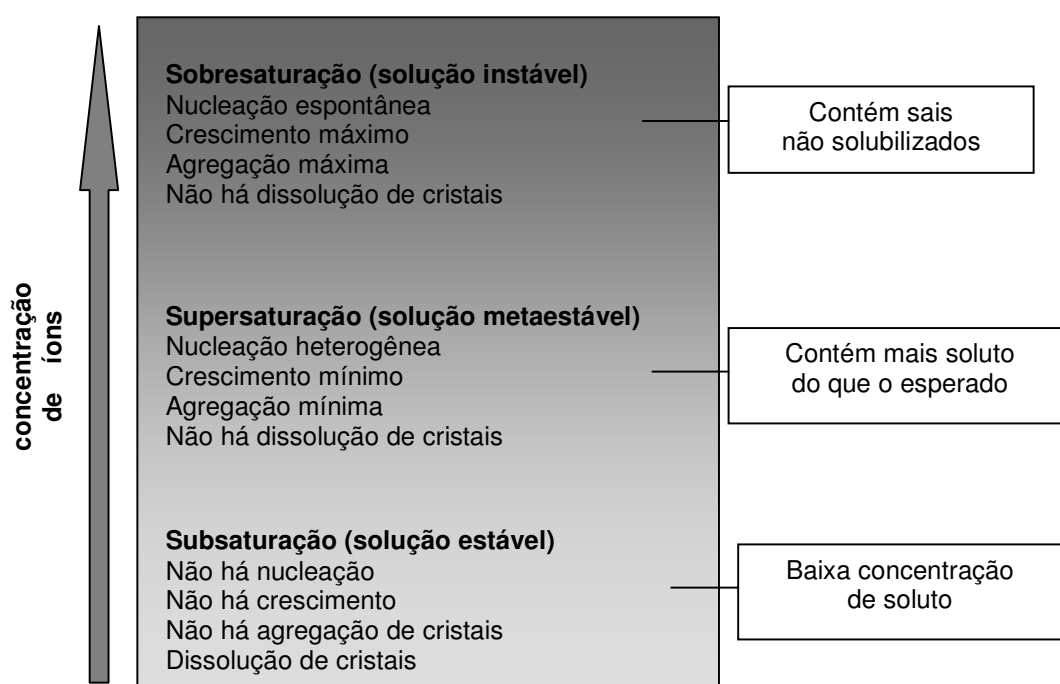 Sobresaturação (solução instável)
Nucleação espontânea
Crescimento máximo
Agregação máxima
Não há dissolução de cristais
Contém sais
não solubilizados
concentração
de íons
Supersaturação (solução metaestável)
Nucleação heterogênea
Crescimento mínimo
Agregação mínima
Não há dissolução de cristais
Contém mais soluto
do que o esperado
Subsaturação (solução estável)
Não há nucleação
Não há crescimento
Não há agregação de cristais
Dissolução de cristais
Baixa concentração
de soluto